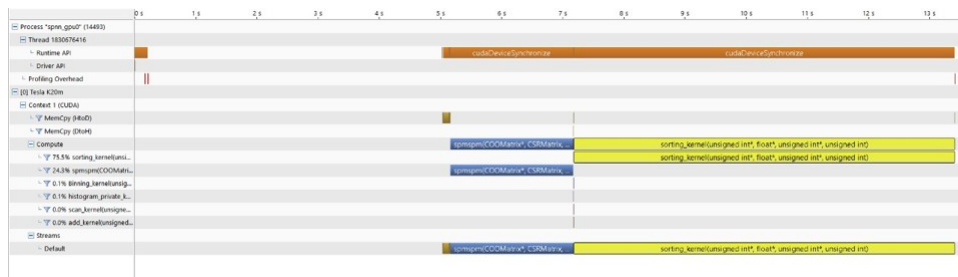 0 s 1 s 2 s 3 s 4 s 5 s 6 s 7 s 8 s 9 s 10 s 11 s 12 s 13 s
Process "spnn_gpu0" (14493)
Thread 1830676416
Runtime API cudaDeviceSynchronize cudaDeviceSynchronize
Driver API
Profiling Overhead
[0] Tesla K20m
Context 1 (CUDA)
MemCpy (HtoD)
MemCpy (DtoH)
Compute spmspm(COOMatrix*, CSRMatrix, ... sorting_kernel(unsigned int*, float*, unsigned int*, unsigned int)
75.5% sorting_kernel(unsi... sorting_kernel(unsigned int*, float*, unsigned int*, unsigned int)
24.3% spmspm(COOMatri... spmspm(COOMatrix*, CSRMatrix, ...
0.1% Binning_kernel(unsig...
0.1% histogram_private_k...
0.0% scan_kernel(unsigne...
0.0% add_kernel(unsigned...
Streams
Default spmspm(COOMatrix*, CSRMatrix, ... sorting_kernel(unsigned int*, float*, unsigned int*, unsigned int)